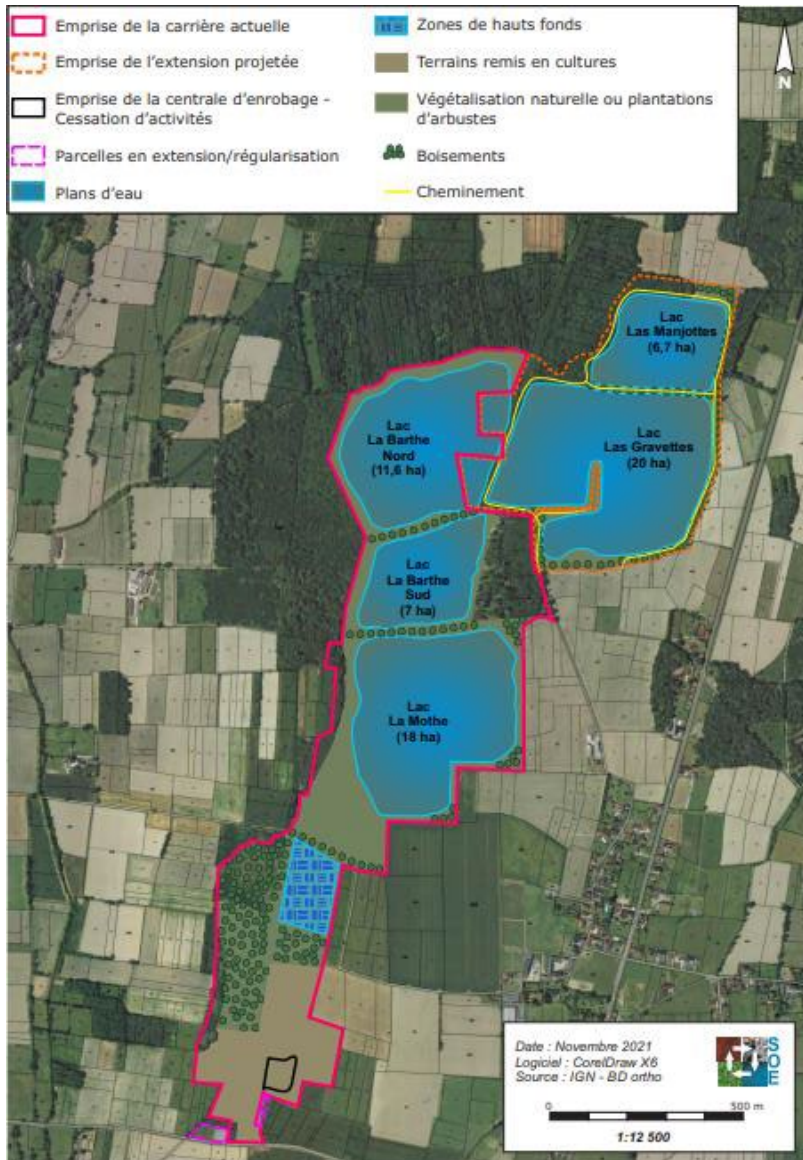 Emprise de la carrière actuelle
Emprise de l'extension projetée
Emprise de la centrale d'enrobage -
Cessation d'activités
Parcelles en extension/régularisation
Plans d'eau
Zones de hauts fonds
Terrains remis en cultures
Végétalisation naturelle ou plantations
d'arbustes
Boisements
Cheminement
N
Lac
Las Manjottes
(6,7 ha)
Lac
La Barthe
Nord
(11,6 ha)
Lac
Las Gravettes
(20 ha)
Lac
La Barthe
Sud
(7 ha)
Lac
La Mothe
(18 ha)
Date : Novembre 2021
Logiciel : CorelDraw X6
Source : IGN - BD ortho
SOE
0 500 m
1:12 500